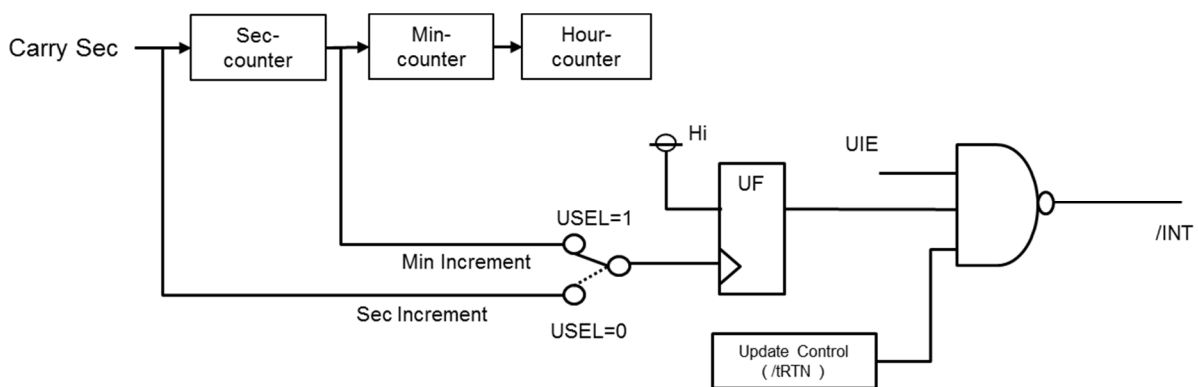 Carry Sec
Sec-
counter
Min-
counter
Hour-
counter
Hi
UIE
UF
USEL=1
/INT
Min Increment
Sec Increment
USEL=0
Update Control
( /tRTN )